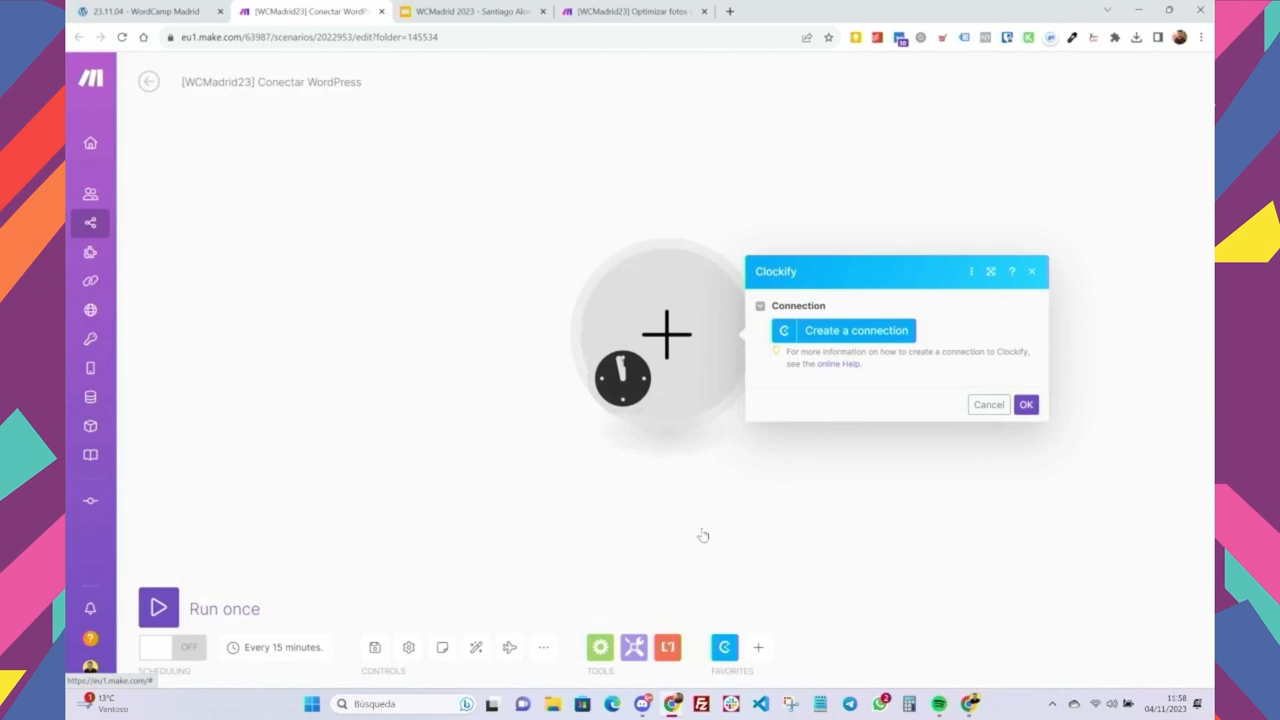 23.11.04 - WordCamp Madrid
[WCMadrid23] Conectar WordP
WCMadrid 2023 - Santiago Alon
[WCMadrid23] Optimizar fotos
eu1.make.com/63987/scenarios/2022953/edit?folder=145534
[WCMadrid23] Conectar WordPress
Clockify
Connection
Create a connection
For more information on how to create a connection to Clockify,
see the online Help.
Cancel
OK
Run once
OFF
Every 15 minutes.
SCHEDULING
CONTROLS
TOOLS
FAVORITES
https://eu1.make.com/#
13°C
Ventoso
Búsqueda
11:58
04/11/2023